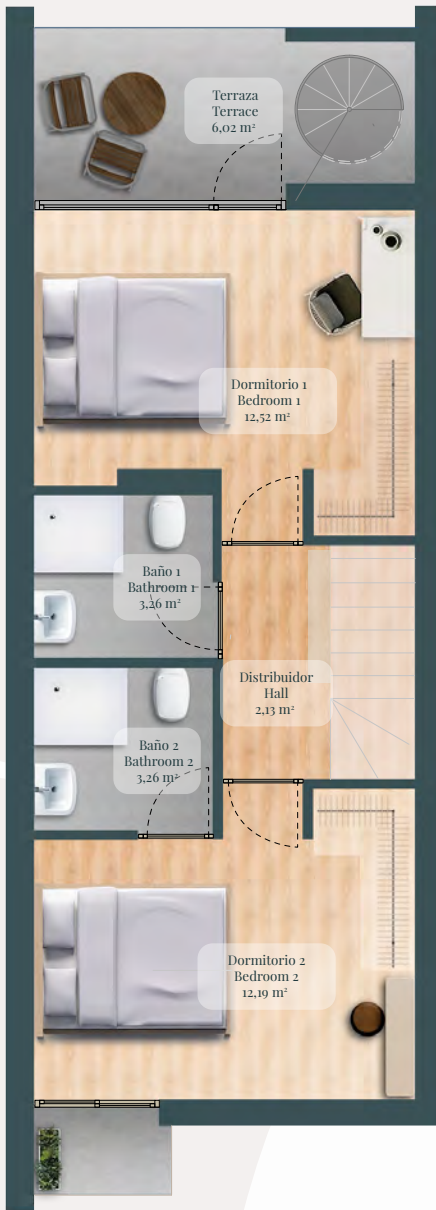 Terraza
Terrace
6,02 m²
Dormitorio 1
Bedroom 1
12,52 m²
Baño 1
Bathroom 1
3,26 m²
Distribuidor
Hall
2,13 m²
Baño 2
Bathroom 2
3,26 m²
Dormitorio 2
Bedroom 2
12,19 m²